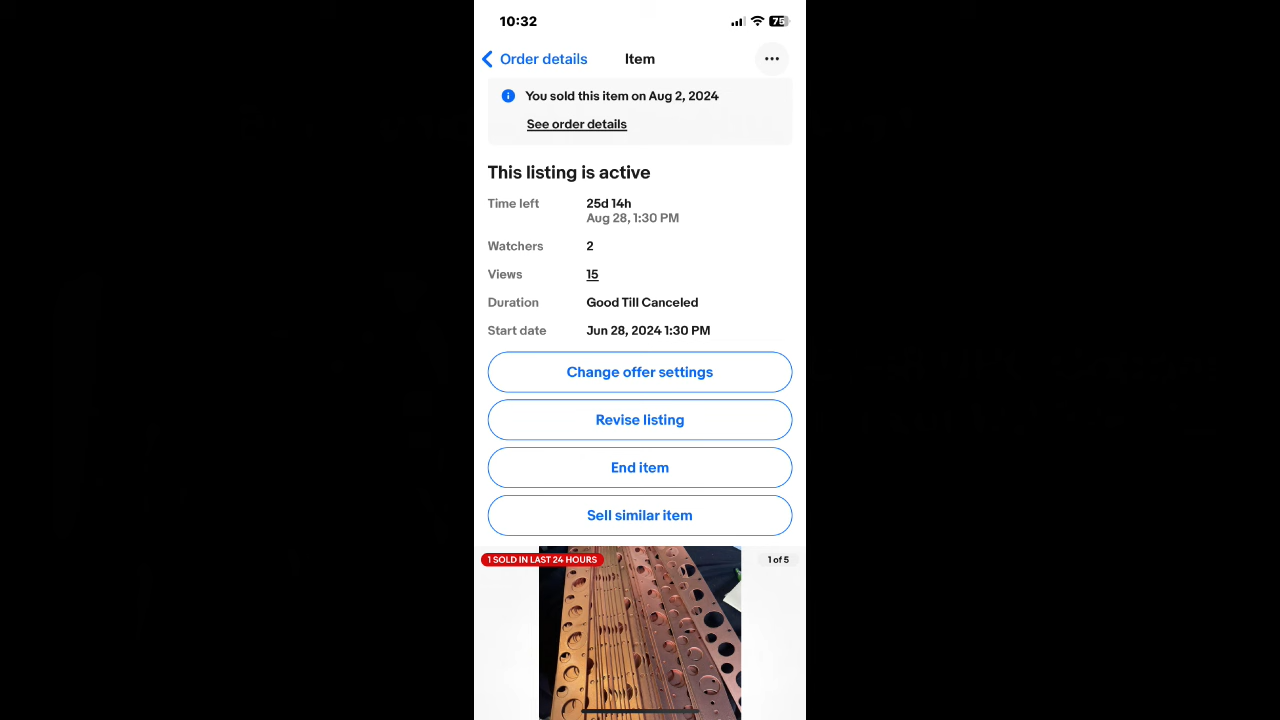 10:32
75
Order details
Item
You sold this item on Aug 2, 2024
See order details
This listing is active
Time left 25d 14h
Aug 28, 1:30 PM
Watchers 2
Views 15
Duration Good Till Canceled
Start date Jun 28, 2024 1:30 PM
Change offer settings
Revise listing
End item
Sell similar item
1 SOLD IN LAST 24 HOURS
1 of 5